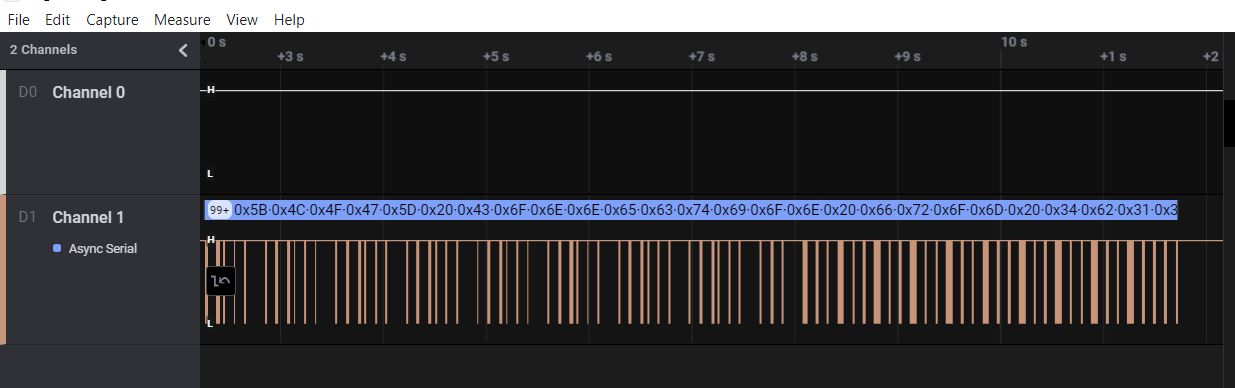 File Edit Capture Measure View Help
2 Channels
0 s
10 s
+3 s +4 s +5 s +6 s +7 s +8 s +9 s +1 s +2
D0 Channel 0
H
L
D1 Channel 1
Async Serial
99+ 0x5B·0x4C·0x4F·0x47·0x5D·0x20·0x43·0x6F·0x6E·0x6E·0x65·0x63·0x74·0x69·0x6F·0x6E·0x20·0x66·0x72·0x6F·0x6D·0x20·0x34·0x62·0x31·0x3
H
L